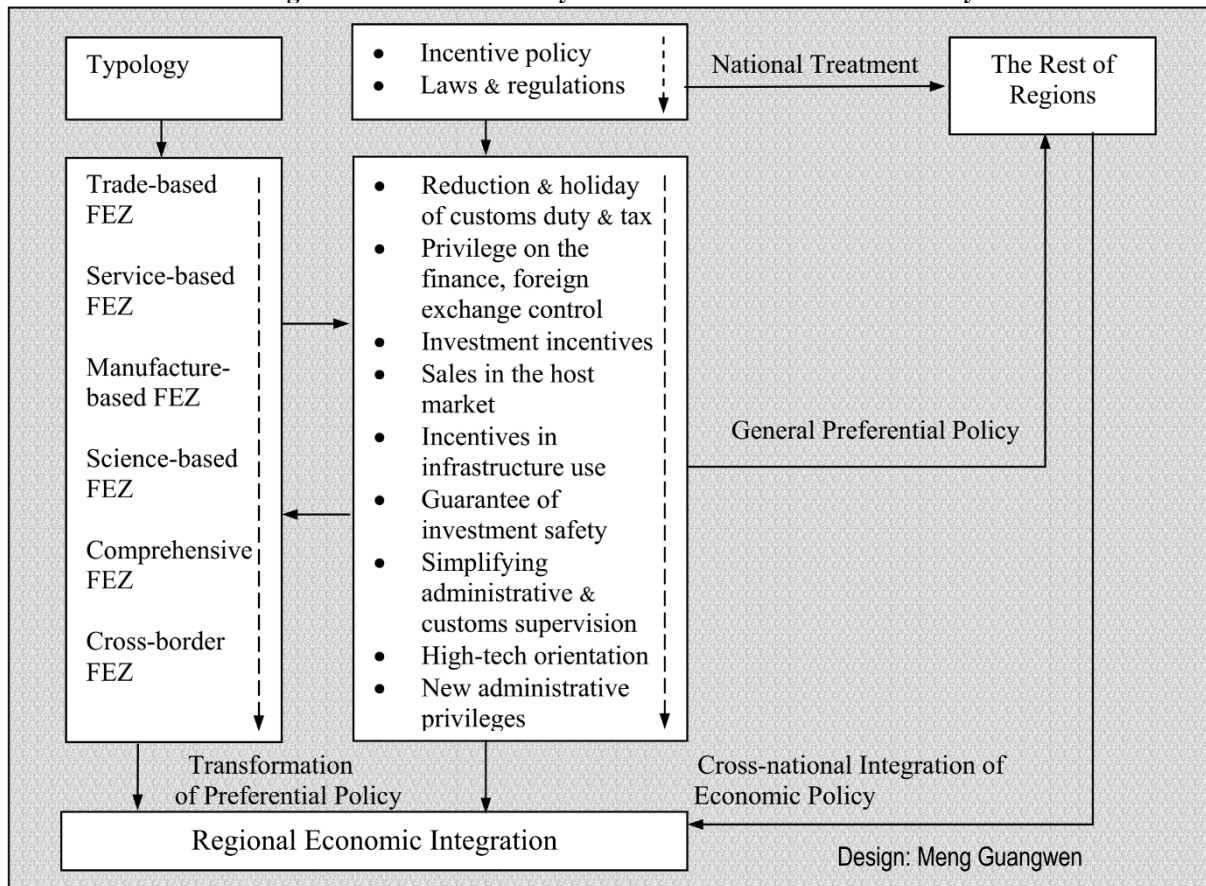 Typology
• Incentive policy
• Laws & regulations
National Treatment
The Rest of
Regions
Trade-based
FEZ
Service-based
FEZ
Manufacture-
based FEZ
Science-based
FEZ
Comprehensive
FEZ
Cross-border
FEZ
• Reduction & holiday
of customs duty & tax
• Privilege on the
finance, foreign
exchange control
• Investment incentives
• Sales in the host
market
• Incentives in
infrastructure use
• Guarantee of
investment safety
• Simplifying
administrative &
customs supervision
• High-tech orientation
• New administrative
privileges
General Preferential Policy
Transformation
of Preferential Policy
Cross-national Integration of
Economic Policy
Regional Economic Integration
Design: Meng Guangwen